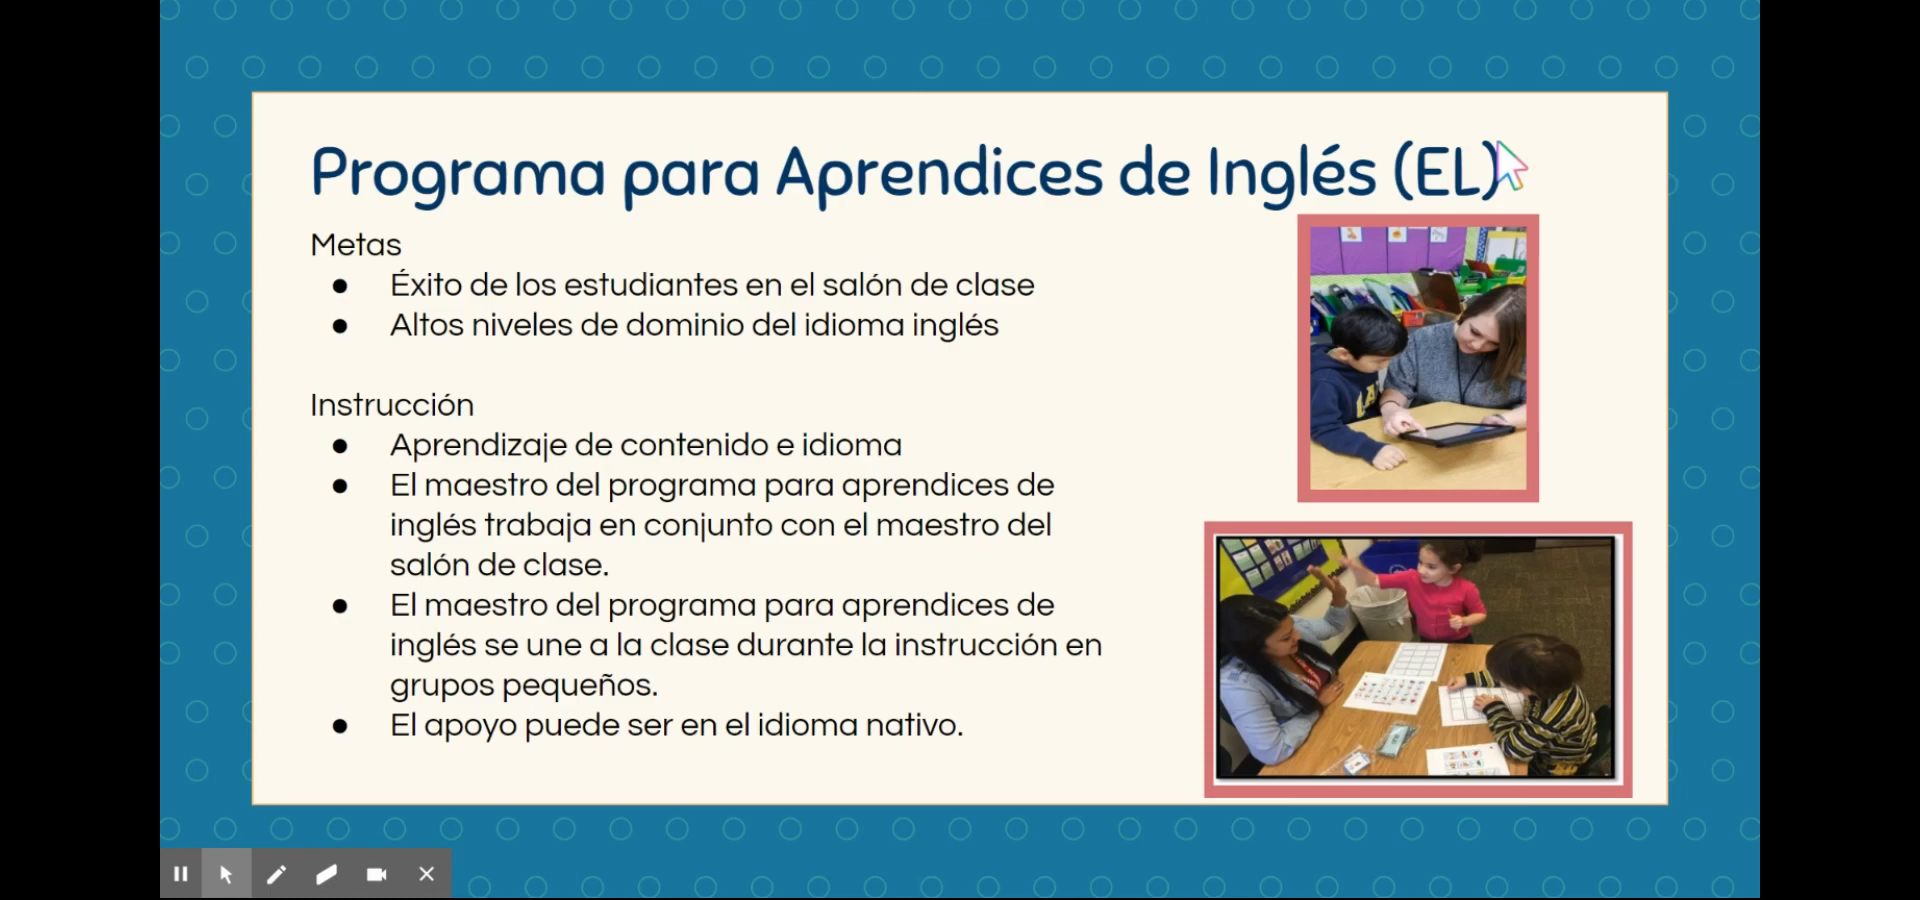 Programa para Aprendices de Inglés (EL)
Metas
● Éxito de los estudiantes en el salón de clase
● Altos niveles de dominio del idioma inglés
Instrucción
● Aprendizaje de contenido e idioma
● El maestro del programa para aprendices de
inglés trabaja en conjunto con el maestro del
salón de clase.
● El maestro del programa para aprendices de
inglés se une a la clase durante la instrucción en
grupos pequeños.
● El apoyo puede ser en el idioma nativo.